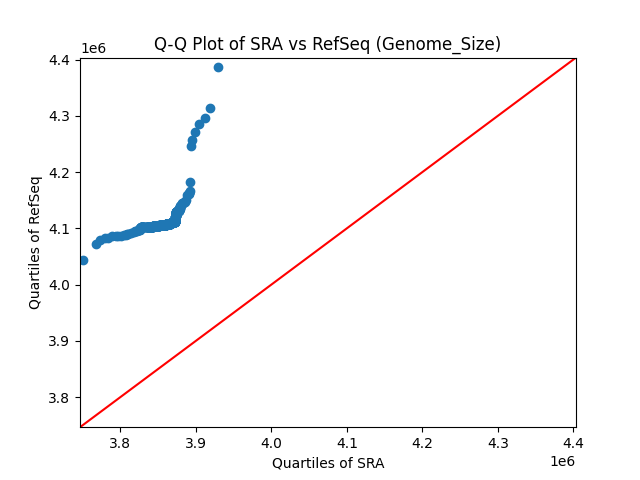 Q-Q Plot of SRA vs RefSeq (Genome_Size)
1e6
4.4
4.3
4.2
4.1
4.0
3.9
3.8
Quartiles of RefSeq
3.8 3.9 4.0 4.1 4.2 4.3 4.4
1e6
Quartiles of SRA